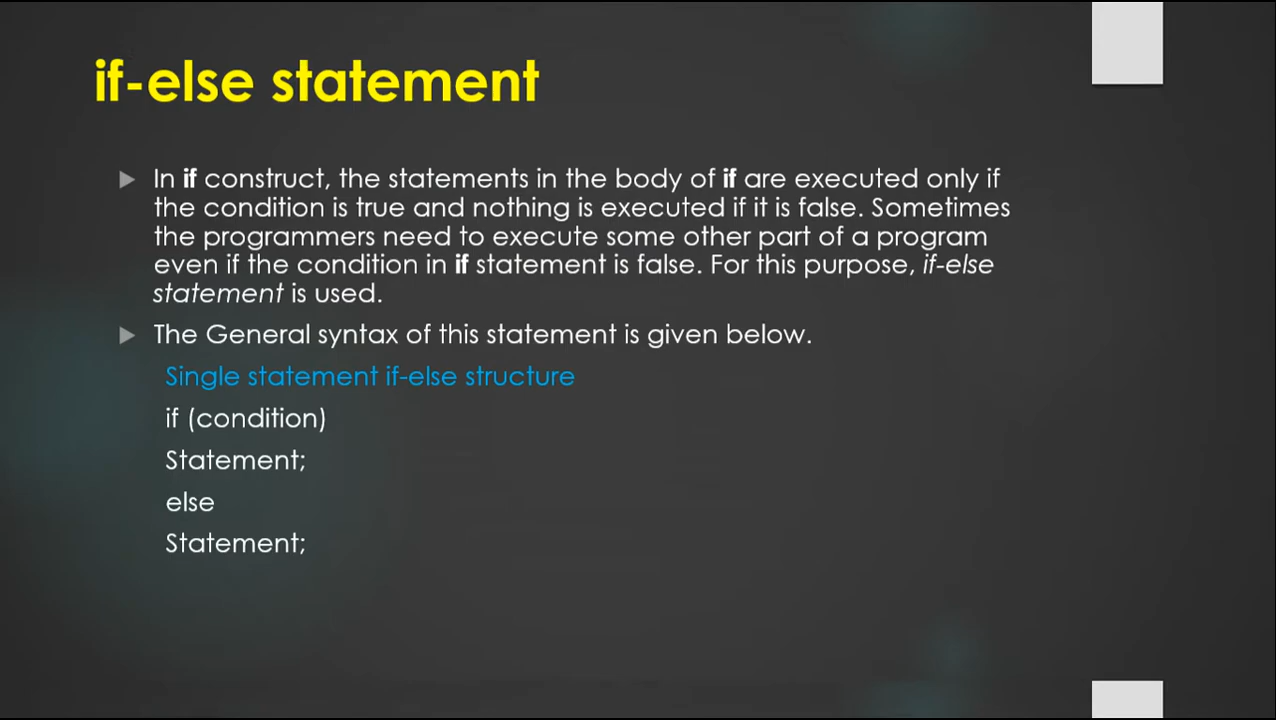 if-else statement
In if construct, the statements in the body of if are executed only if
the condition is true and nothing is executed if it is false. Sometimes
the programmers need to execute some other part of a program
even if the condition in if statement is false. For this purpose, if-else
statement is used.
The General syntax of this statement is given below.
Single statement if-else structure
if (condition)
Statement;
else
Statement;